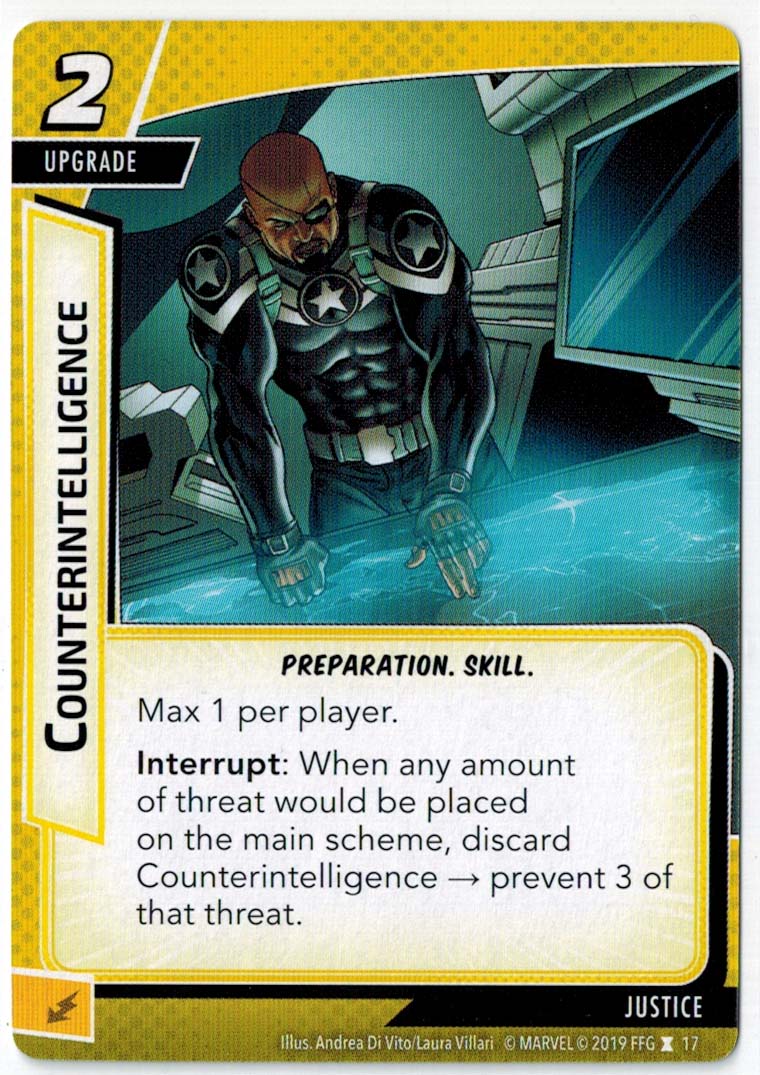 2
UPGRADE
COUNTERINTELLIGENCE
PREPARATION. SKILL.
Max 1 per player.
Interrupt: When any amount
of threat would be placed
on the main scheme, discard
Counterintelligence → prevent 3 of
that threat.
JUSTICE
Illus. Andrea Di Vito/Laura Villari © MARVEL © 2019 FFG 17